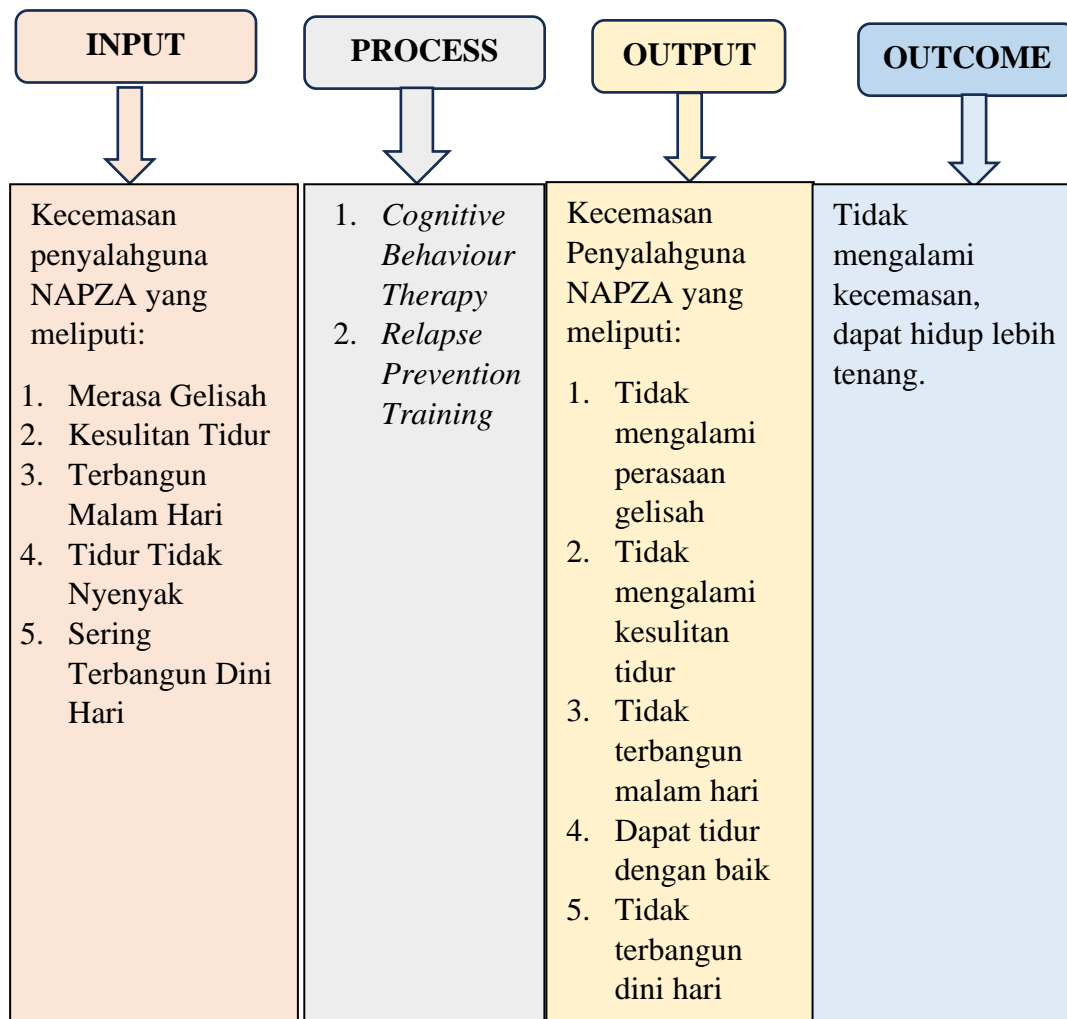 INPUT
PROCESS
OUTPUT
OUTCOME
Kecemasan
penyalahguna
NAPZA yang
meliputi:
1. Merasa Gelisah
2. Kesulitan Tidur
3. Terbangun
Malam Hari
4. Tidur Tidak
Nyenyak
5. Sering
Terbangun Dini
Hari
1. Cognitive
Behaviour
Therapy
2. Relapse
Prevention
Training
Kecemasan
Penyalahguna
NAPZA yang
meliputi:
1. Tidak
mengalami
perasaan
gelisah
2. Tidak
mengalami
kesulitan
tidur
3. Tidak
terbangun
malam hari
4. Dapat tidur
dengan baik
5. Tidak
terbangun
dini hari
Tidak
mengalami
kecemasan,
dapat hidup lebih
tenang.